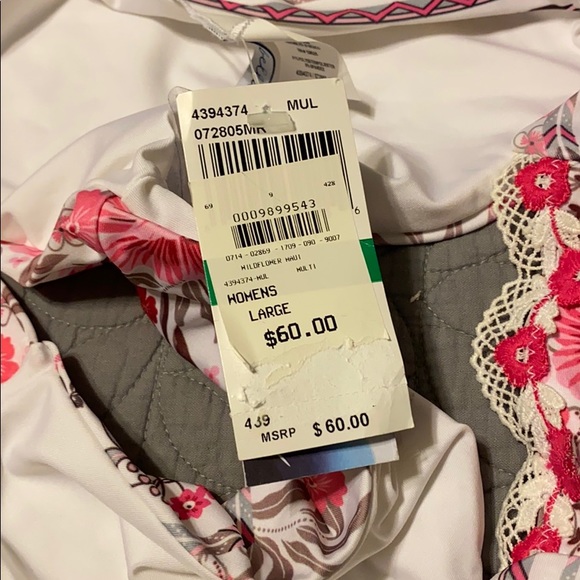 4394374 MUL
072805MR
69 9 428
0009899543 6
0714-02869-1709-090-9007
WILDFLOWER MAUI
4394374-MUL MULTI
WOMENS
LARGE
$60.00
439
MSRP $60.00